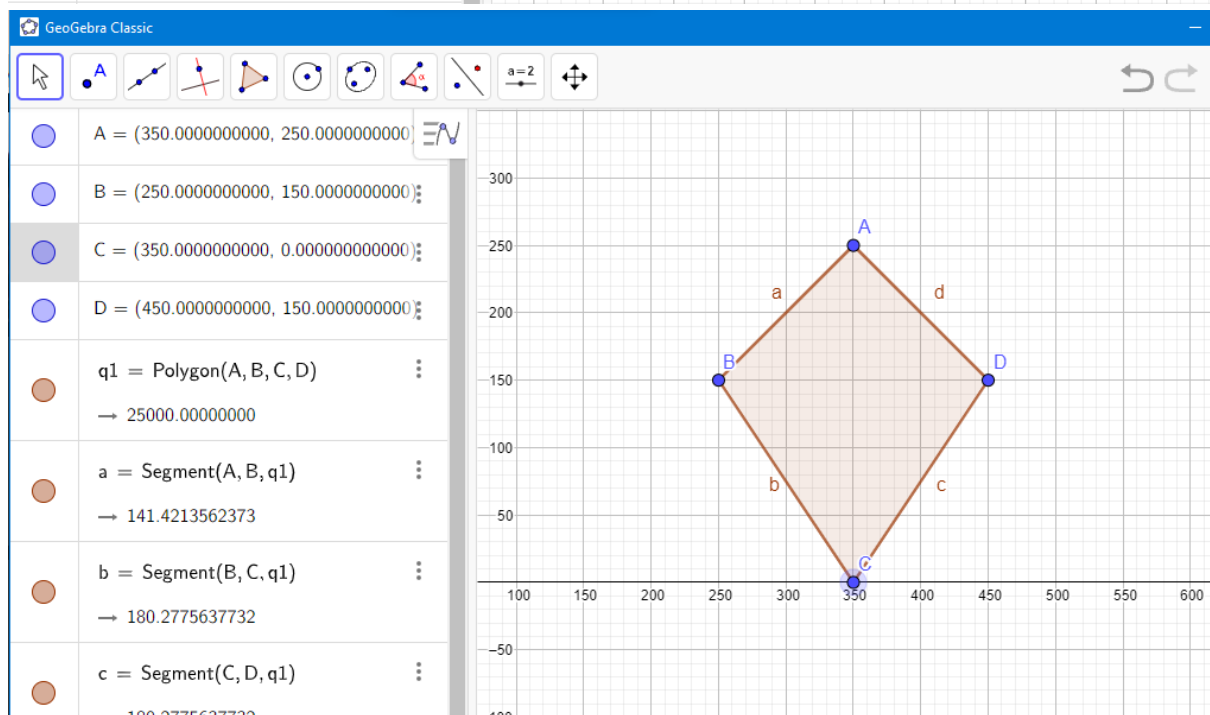 GeoGebra Classic
A
α
a=2
A = (350.0000000000, 250.0000000000)
B = (250.0000000000, 150.0000000000)
C = (350.0000000000, 0.000000000000)
D = (450.0000000000, 150.0000000000)
q1 = Polygon(A, B, C, D)
→ 25000.00000000
a = Segment(A, B, q1)
→ 141.4213562373
b = Segment(B, C, q1)
→ 180.2775637732
c = Segment(C, D, q1)
300
A
250
a
d
200
B
D
150
100
b
c
50
C
100 150 200 250 300 350 400 450 500 550 600
−50